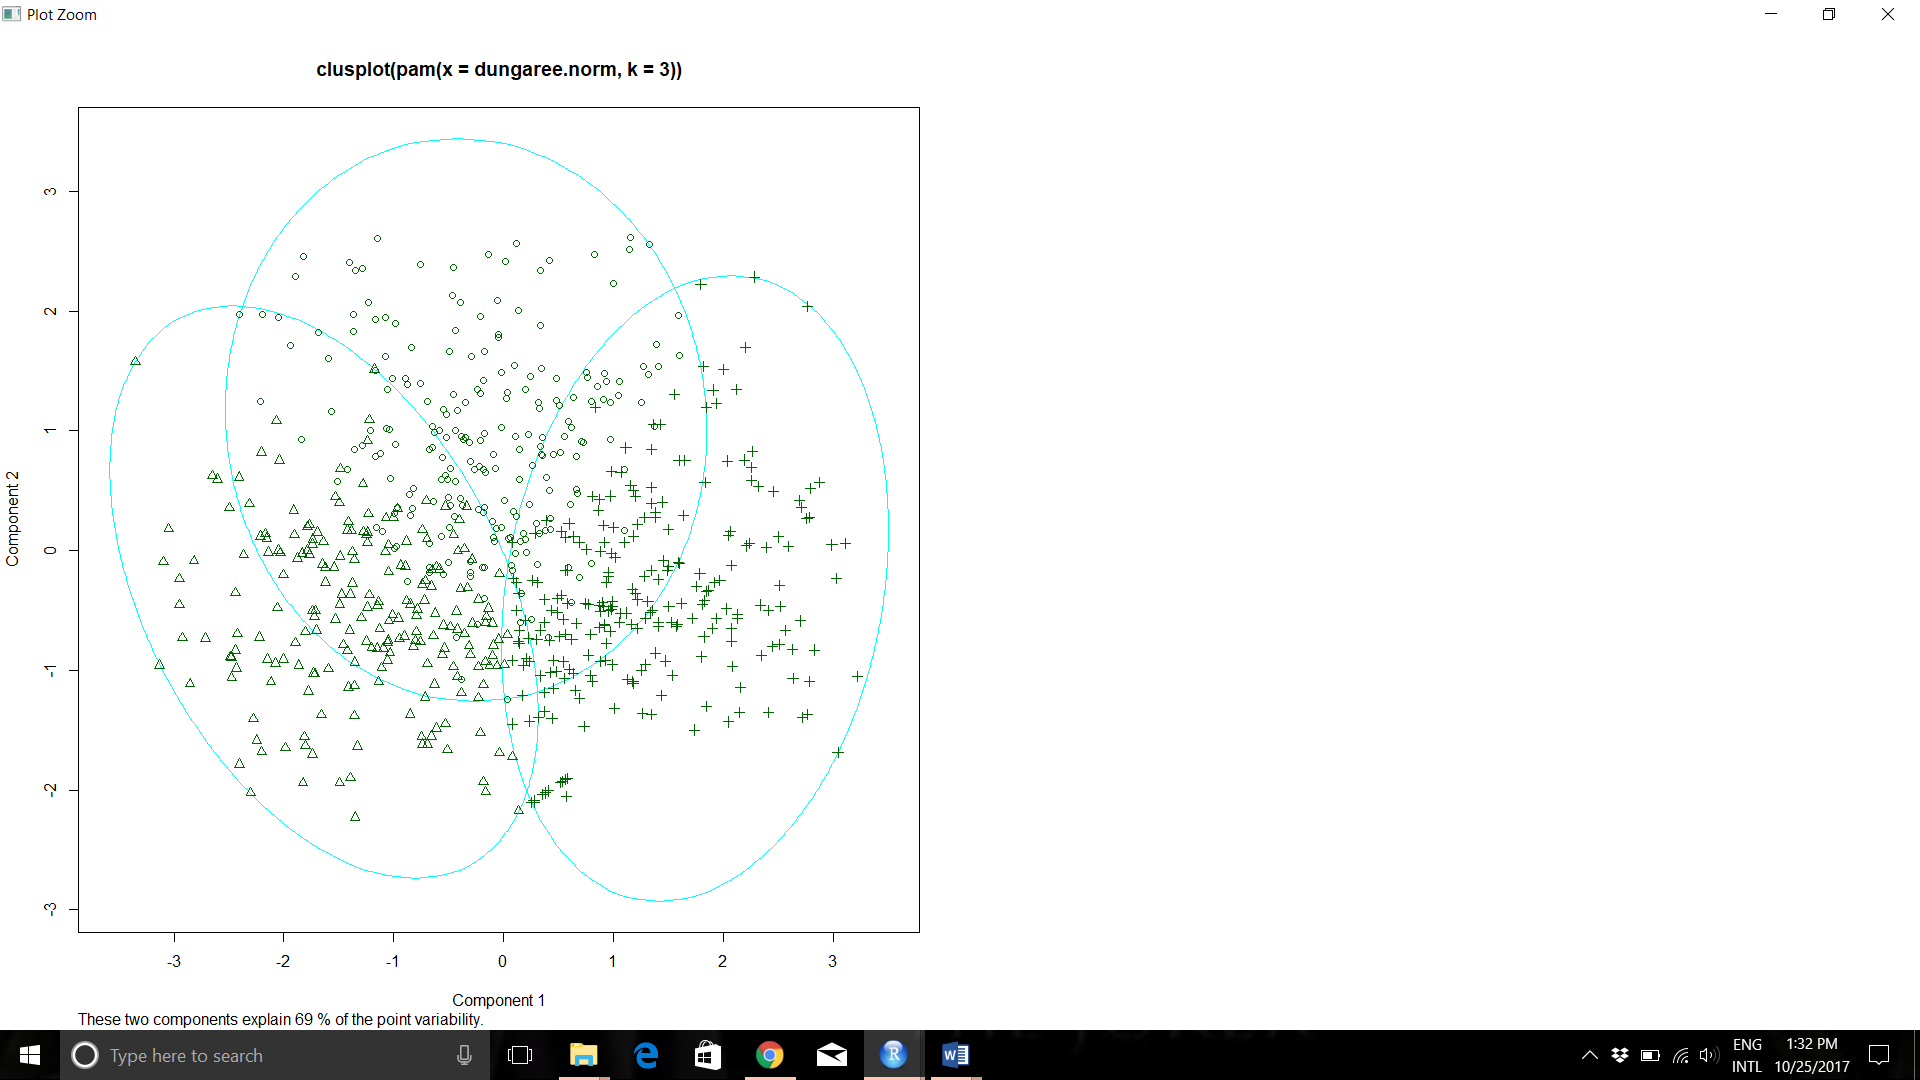 Plot Zoom
clusplot(pam(x = dungaree.norm, k = 3))
3
2
1
0
-1
-2
-3
Component 2
-3 -2 -1 0 1 2 3
Component 1
These two components explain 69 % of the point variability.
Type here to search
ENG 1:32 PM
INTL 10/25/2017